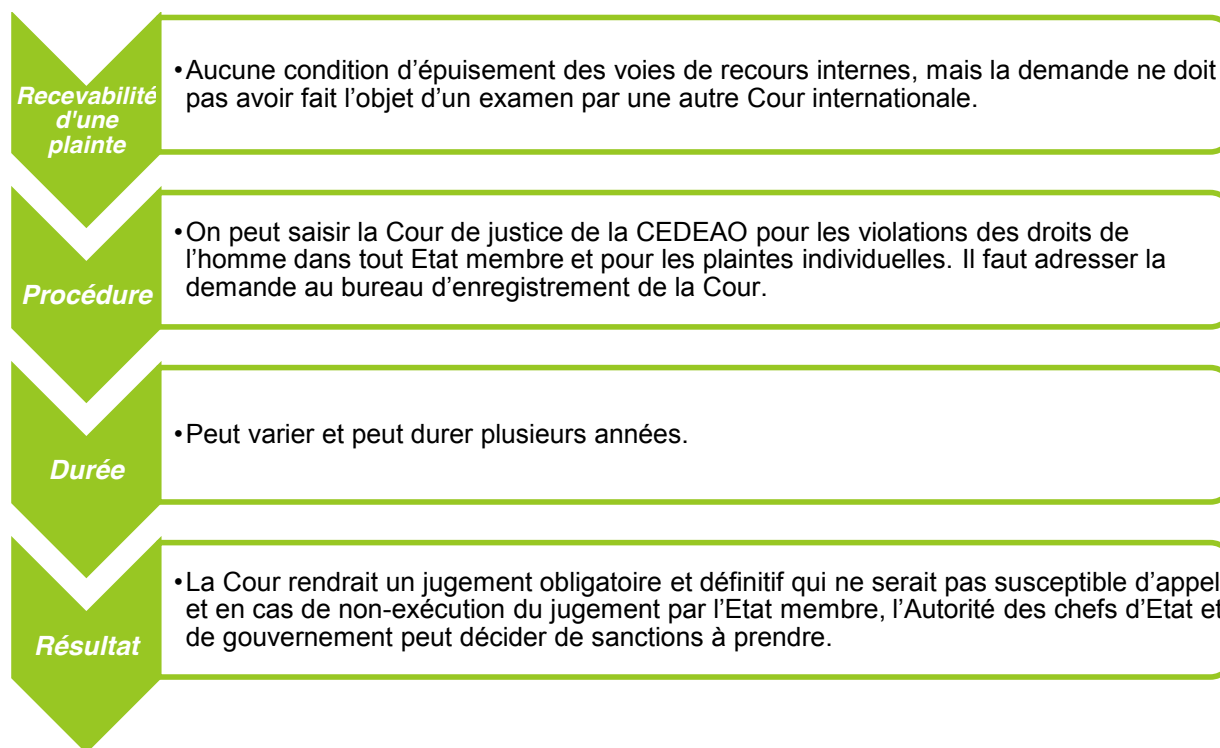 Recevabilité
d'une
plainte
•Aucune condition d’épuisement des voies de recours internes, mais la demande ne doit
pas avoir fait l’objet d’un examen par une autre Cour internationale.
Procédure
•On peut saisir la Cour de justice de la CEDEAO pour les violations des droits de
l’homme dans tout Etat membre et pour les plaintes individuelles. Il faut adresser la
demande au bureau d’enregistrement de la Cour.
Durée
•Peut varier et peut durer plusieurs années.
Résultat
•La Cour rendrait un jugement obligatoire et définitif qui ne serait pas susceptible d’appel
et en cas de non-exécution du jugement par l’Etat membre, l’Autorité des chefs d’Etat et
de gouvernement peut décider de sanctions à prendre.